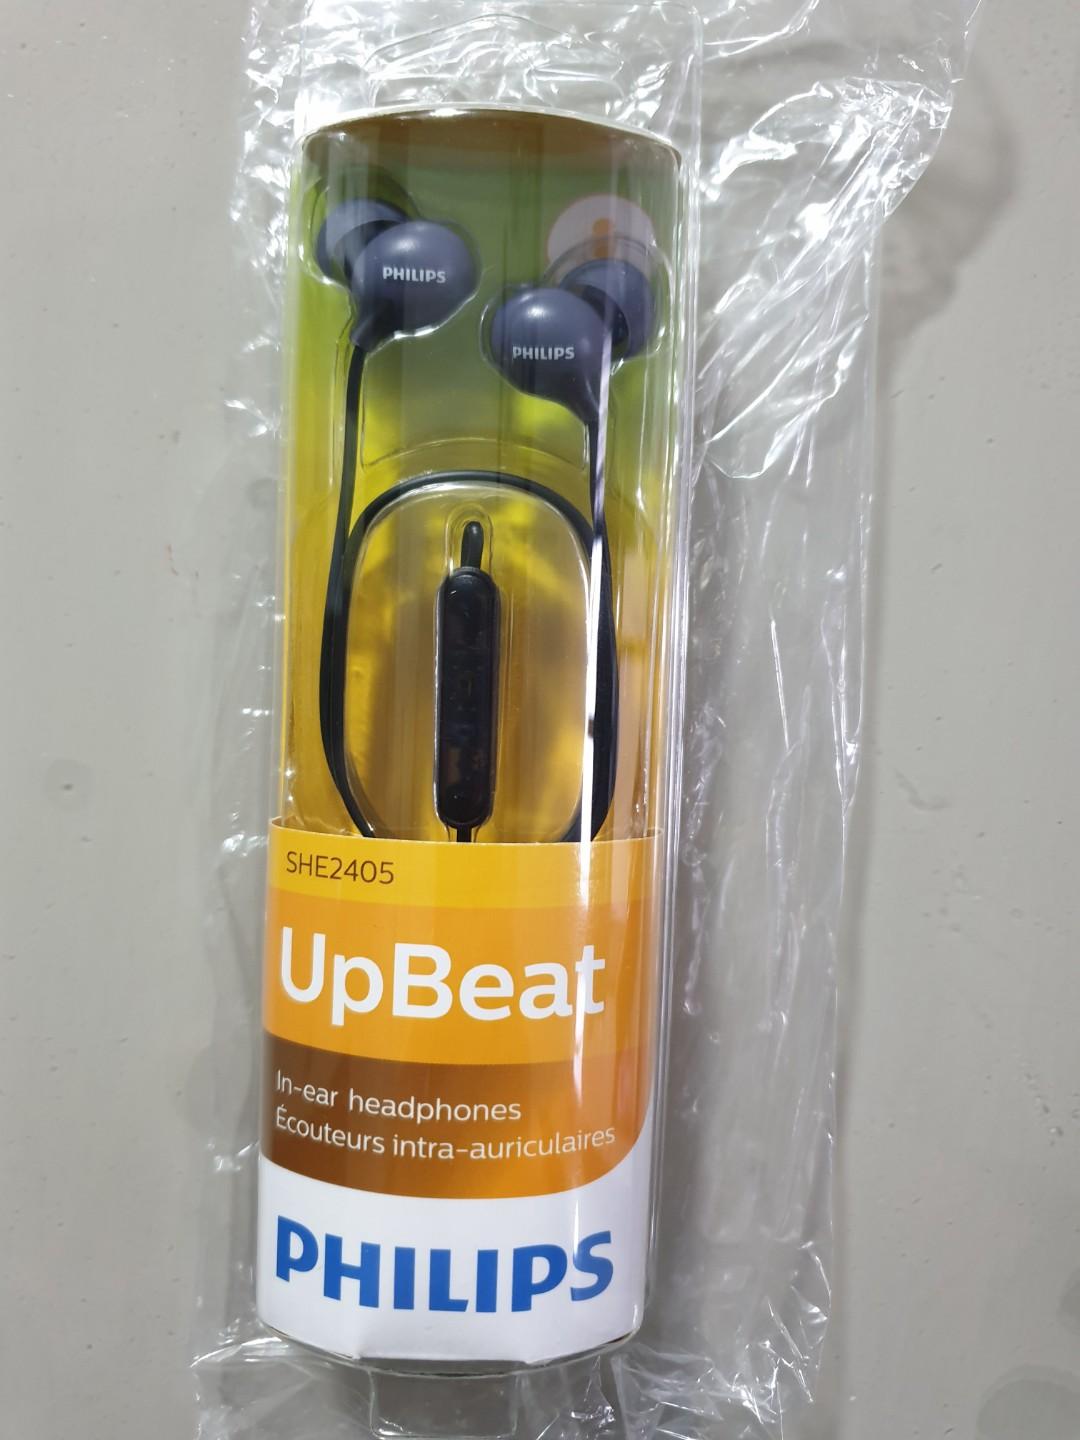 PHILIPS
PHILIPS
SHE2405
UpBeat
In-ear headphones
Écouteurs intra-auriculaires
PHILIPS